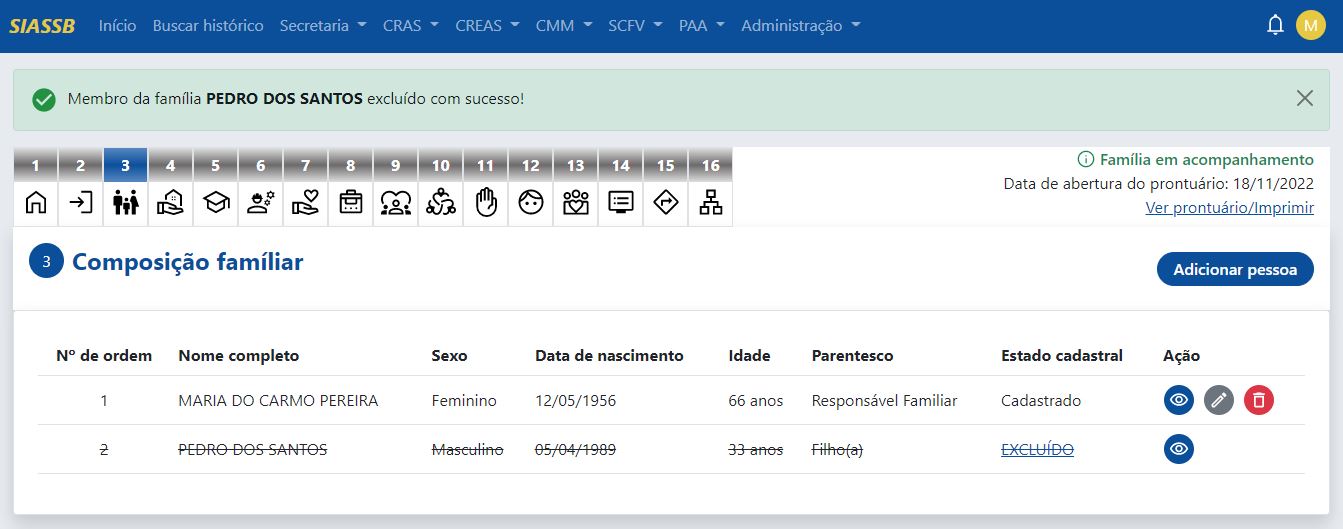 SIASSB Início Buscar histórico Secretaria CRAS CREAS CMM SCFV PAA Administração M
Membro da família PEDRO DOS SANTOS excluído com sucesso!
1 2 3 4 5 6 7 8 9 10 11 12 13 14 15 16
Família em acompanhamento
Data de abertura do prontuário: 18/11/2022
Ver prontuário/Imprimir
3 Composição famíliar
Adicionar pessoa
Nº de ordem Nome completo Sexo Data de nascimento Idade Parentesco Estado cadastral Ação
1 MARIA DO CARMO PEREIRA Feminino 12/05/1956 66 anos Responsável Familiar Cadastrado
2 PEDRO DOS SANTOS Masculino 05/04/1989 33 anos Filho(a) EXCLUÍDO